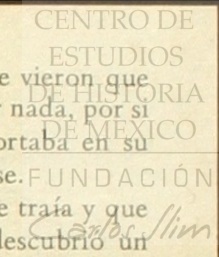 CENTRO DE
ESTUDIOS
e vieron que
DE HISTORIA
nada, por si
DE MÉXICO
ortaba en su
se.
FUNDACIÓN
e traía y que
Carlos Slim
descubrió un